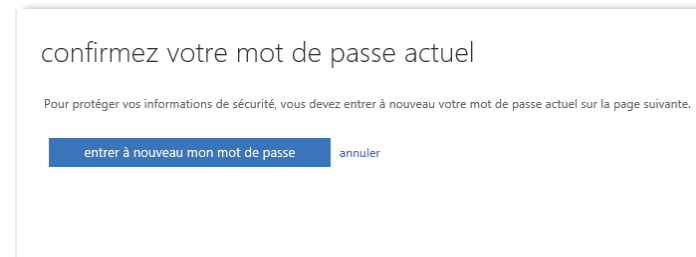 confirmez votre mot de passe actuel
Pour protéger vos informations de sécurité, vous devez entrer à nouveau votre mot de passe actuel sur la page suivante.
entrer à nouveau mon mot de passe annuler